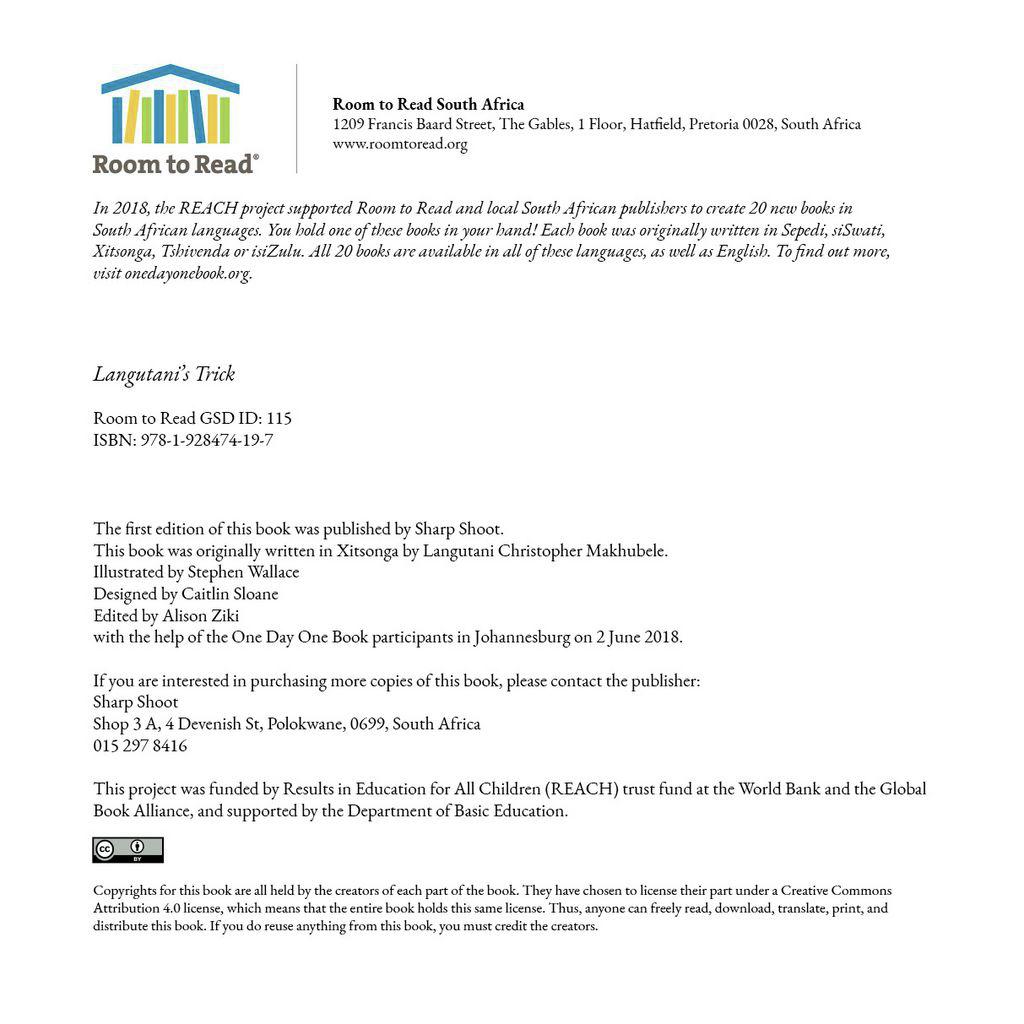 Room to Read®
Room to Read South Africa
1209 Francis Baard Street, The Gables, 1 Floor, Hatfield, Pretoria 0028, South Africa
www.roomtoread.org
In 2018, the REACH project supported Room to Read and local South African publishers to create 20 new books in
South African languages. You hold one of these books in your hand! Each book was originally written in Sepedi, siSwati,
Xitsonga, Tshivenda or isiZulu. All 20 books are available in all of these languages, as well as English. To find out more,
visit onedayonebook.org.
Langutani's Trick
Room to Read GSD ID: 115
ISBN: 978-1-928474-19-7
The first edition of this book was published by Sharp Shoot.
This book was originally written in Xitsonga by Langutani Christopher Makhubele.
Illustrated by Stephen Wallace
Designed by Caitlin Sloane
Edited by Alison Ziki
with the help of the One Day One Book participants in Johannesburg on 2 June 2018.
If you are interested in purchasing more copies of this book, please contact the publisher:
Sharp Shoot
Shop 3 A, 4 Devenish St, Polokwane, 0699, South Africa
015 297 8416
This project was funded by Results in Education for All Children (REACH) trust fund at the World Bank and the Global
Book Alliance, and supported by the Department of Basic Education.
cc BY
Copyrights for this book are all held by the creators of each part of the book. They have chosen to license their part under a Creative Commons
Attribution 4.0 license, which means that the entire book holds this same license. Thus, anyone can freely read, download, translate, print, and
distribute this book. If you do reuse anything from this book, you must credit the creators.